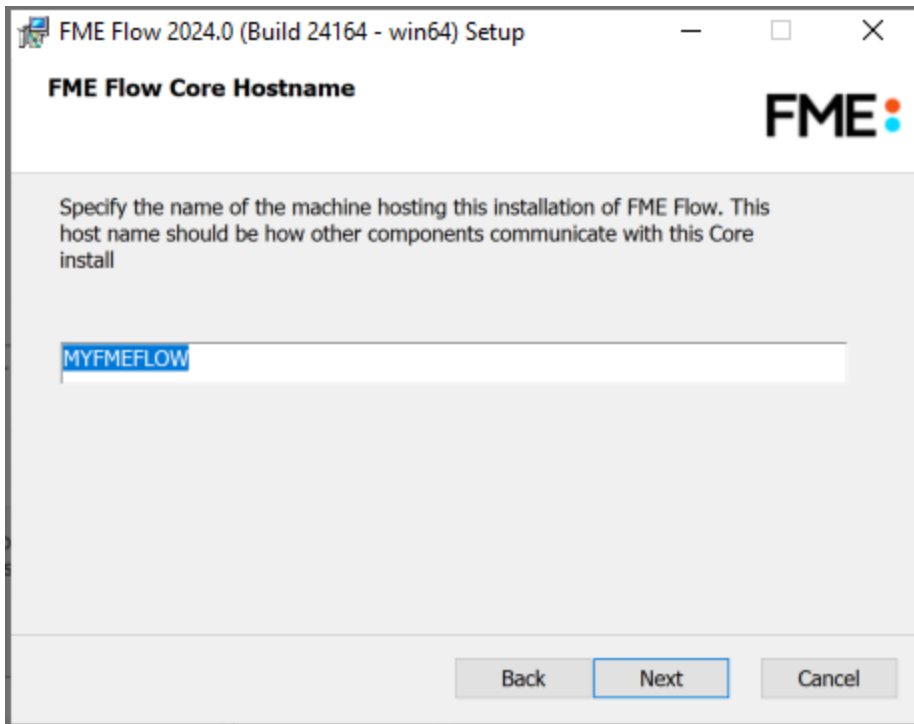 FME Flow 2024.0 (Build 24164 - win64) Setup
FME Flow Core Hostname
FME
Specify the name of the machine hosting this installation of FME Flow. This
host name should be how other components communicate with this Core
install
MYFMEFLOW
Back
Next
Cancel